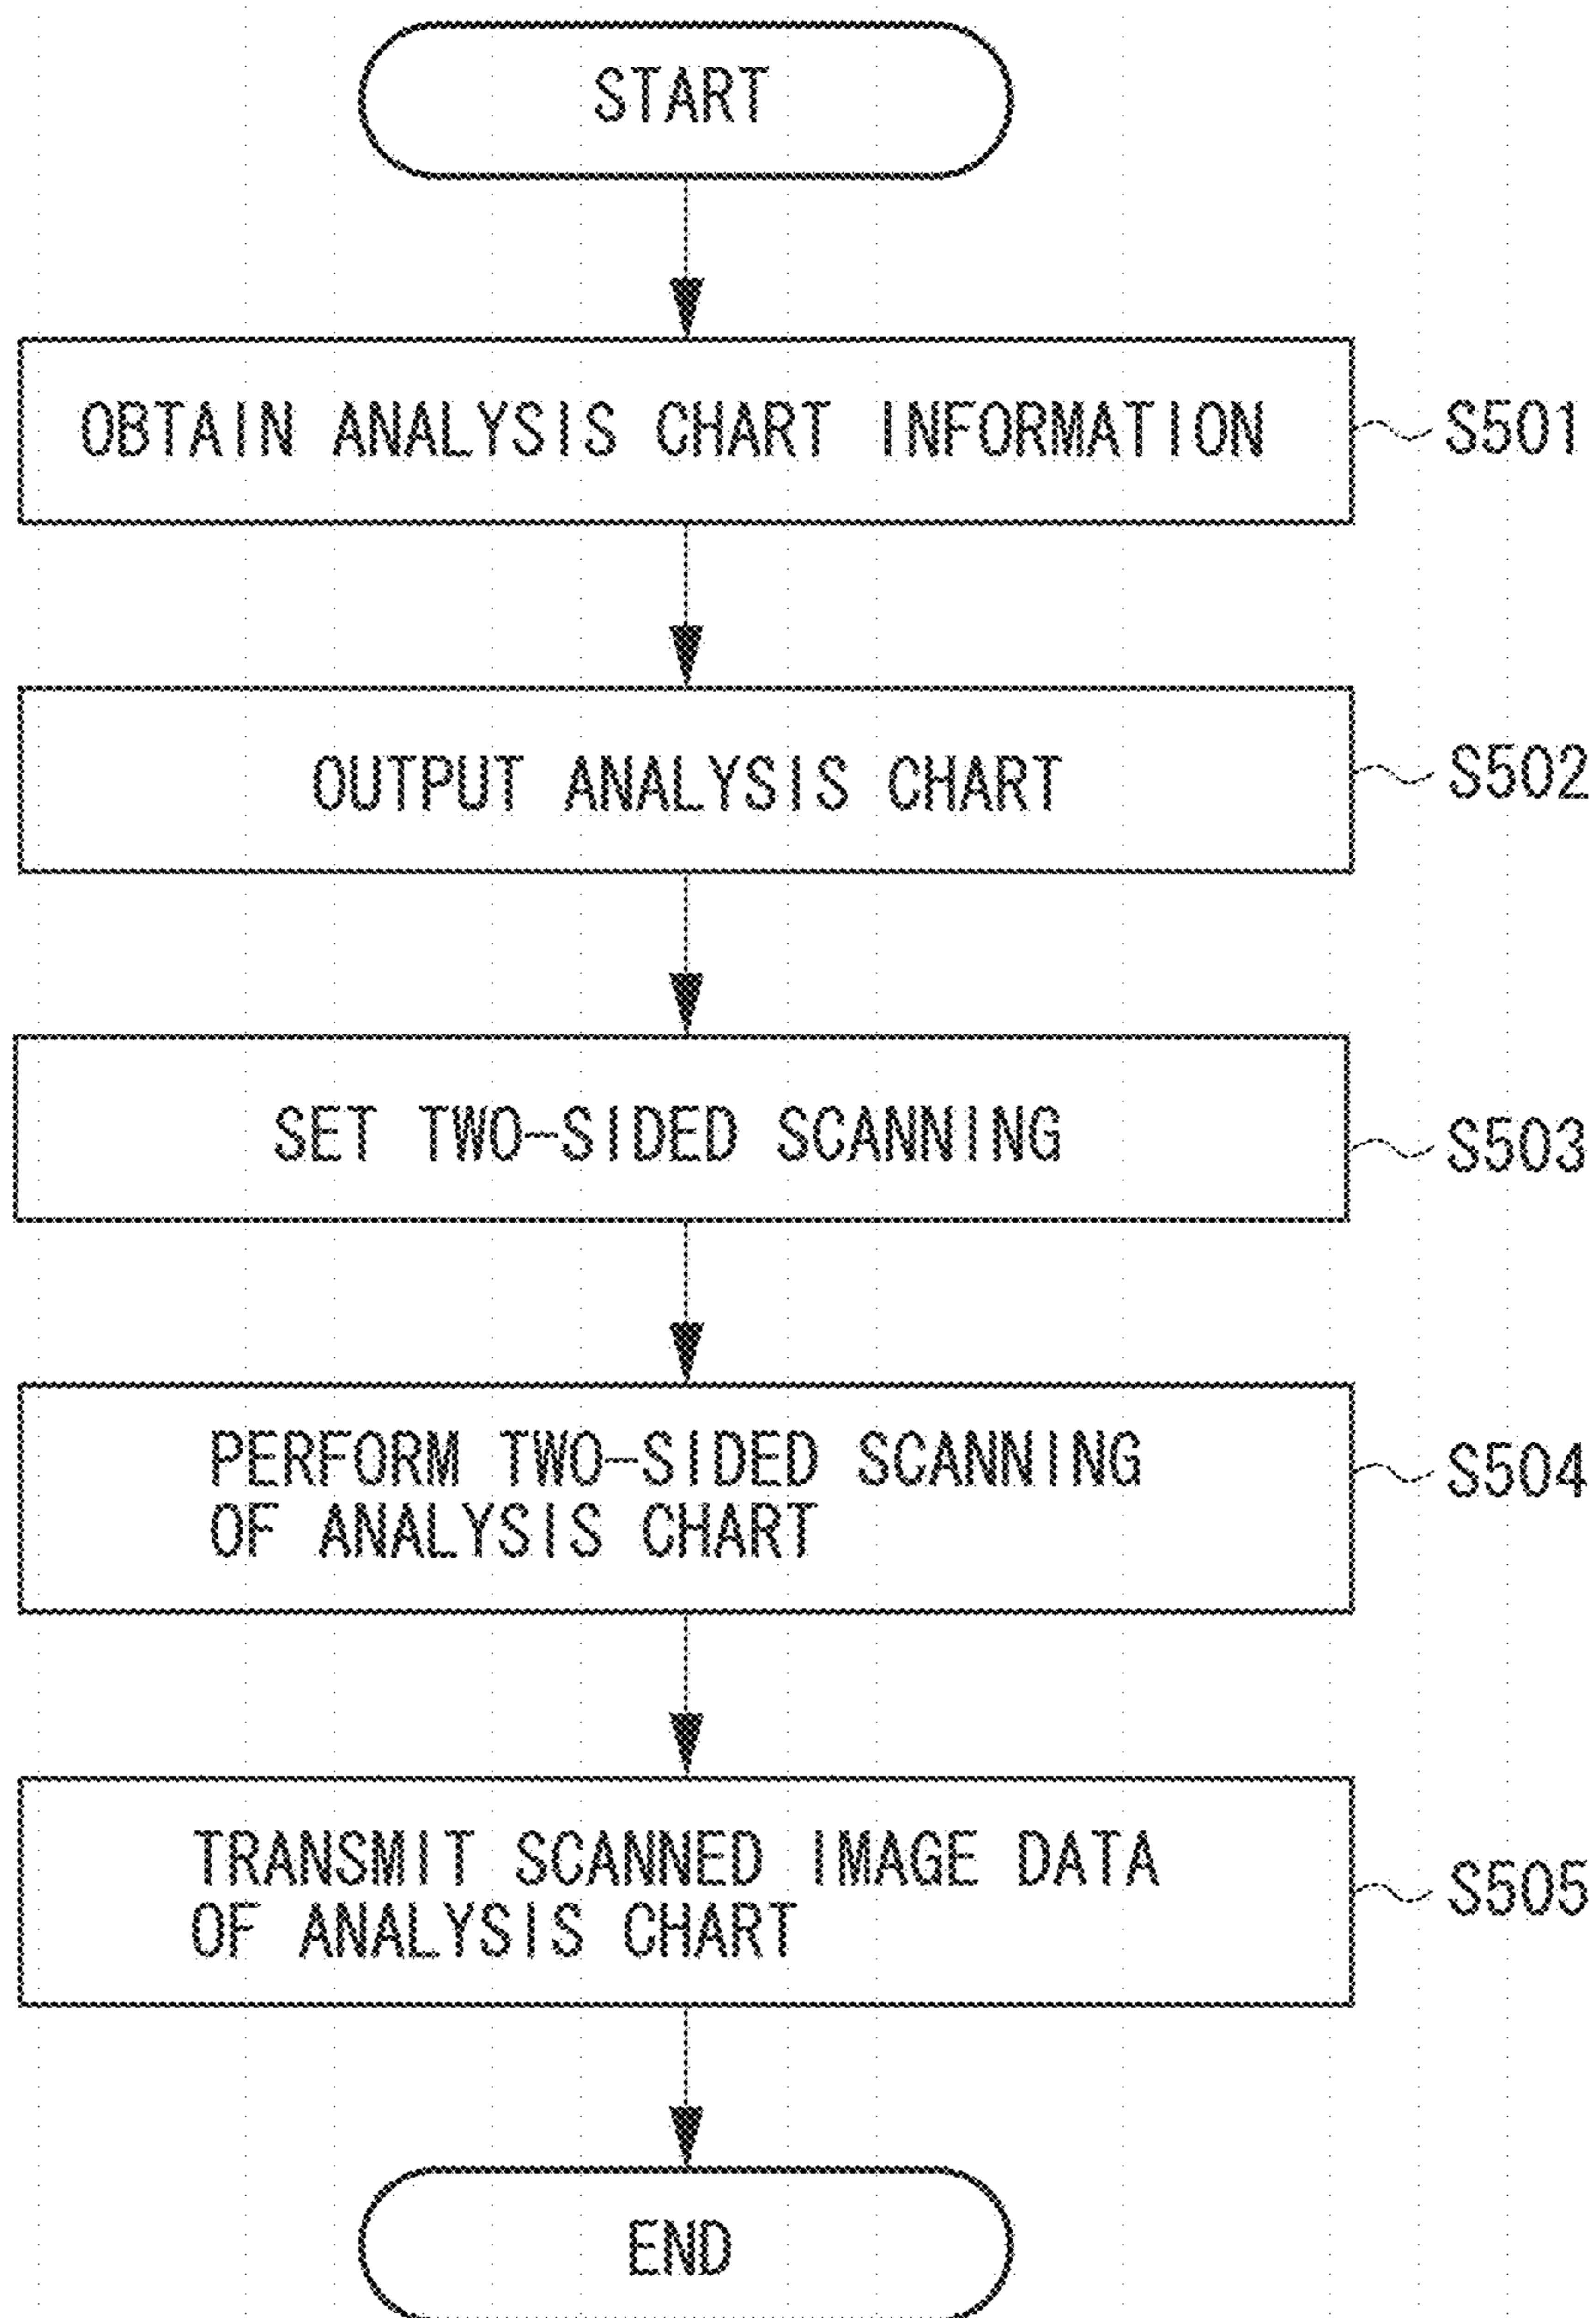 START
OBTAIN ANALYSIS CHART INFORMATION
S501
OUTPUT ANALYSIS CHART
S502
SET TWO-SIDED SCANNING
S503
PERFORM TWO-SIDED SCANNING
OF ANALYSIS CHART
S504
TRANSMIT SCANNED IMAGE DATA
OF ANALYSIS CHART
S505
END